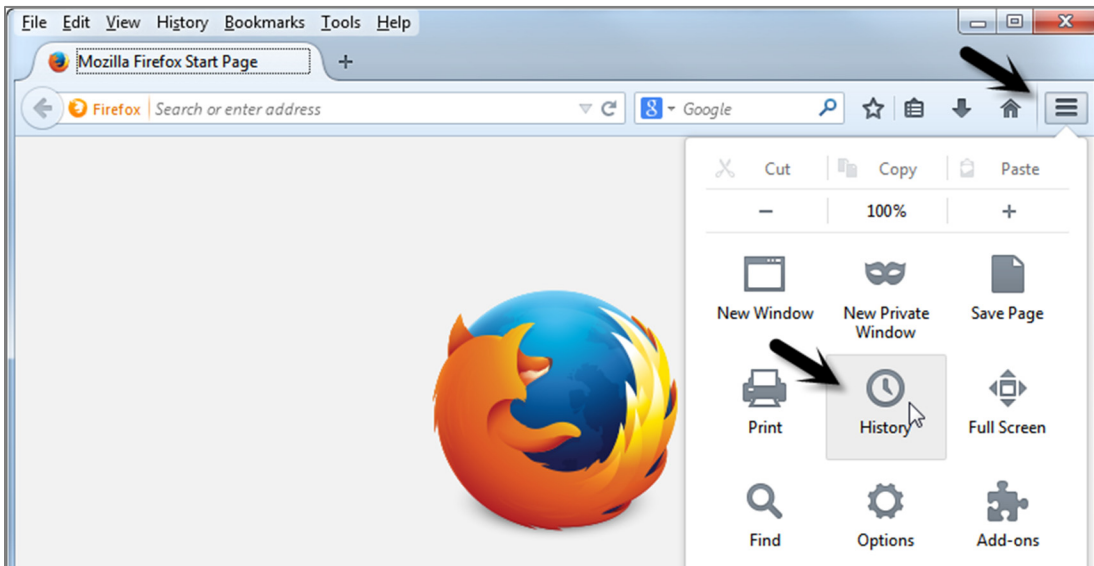 File Edit View History Bookmarks Tools Help
Mozilla Firefox Start Page
Firefox Search or enter address
Google
Cut Copy Paste
100%
New Window
New Private
Window
Save Page
Print
History
Full Screen
Find
Options
Add-ons